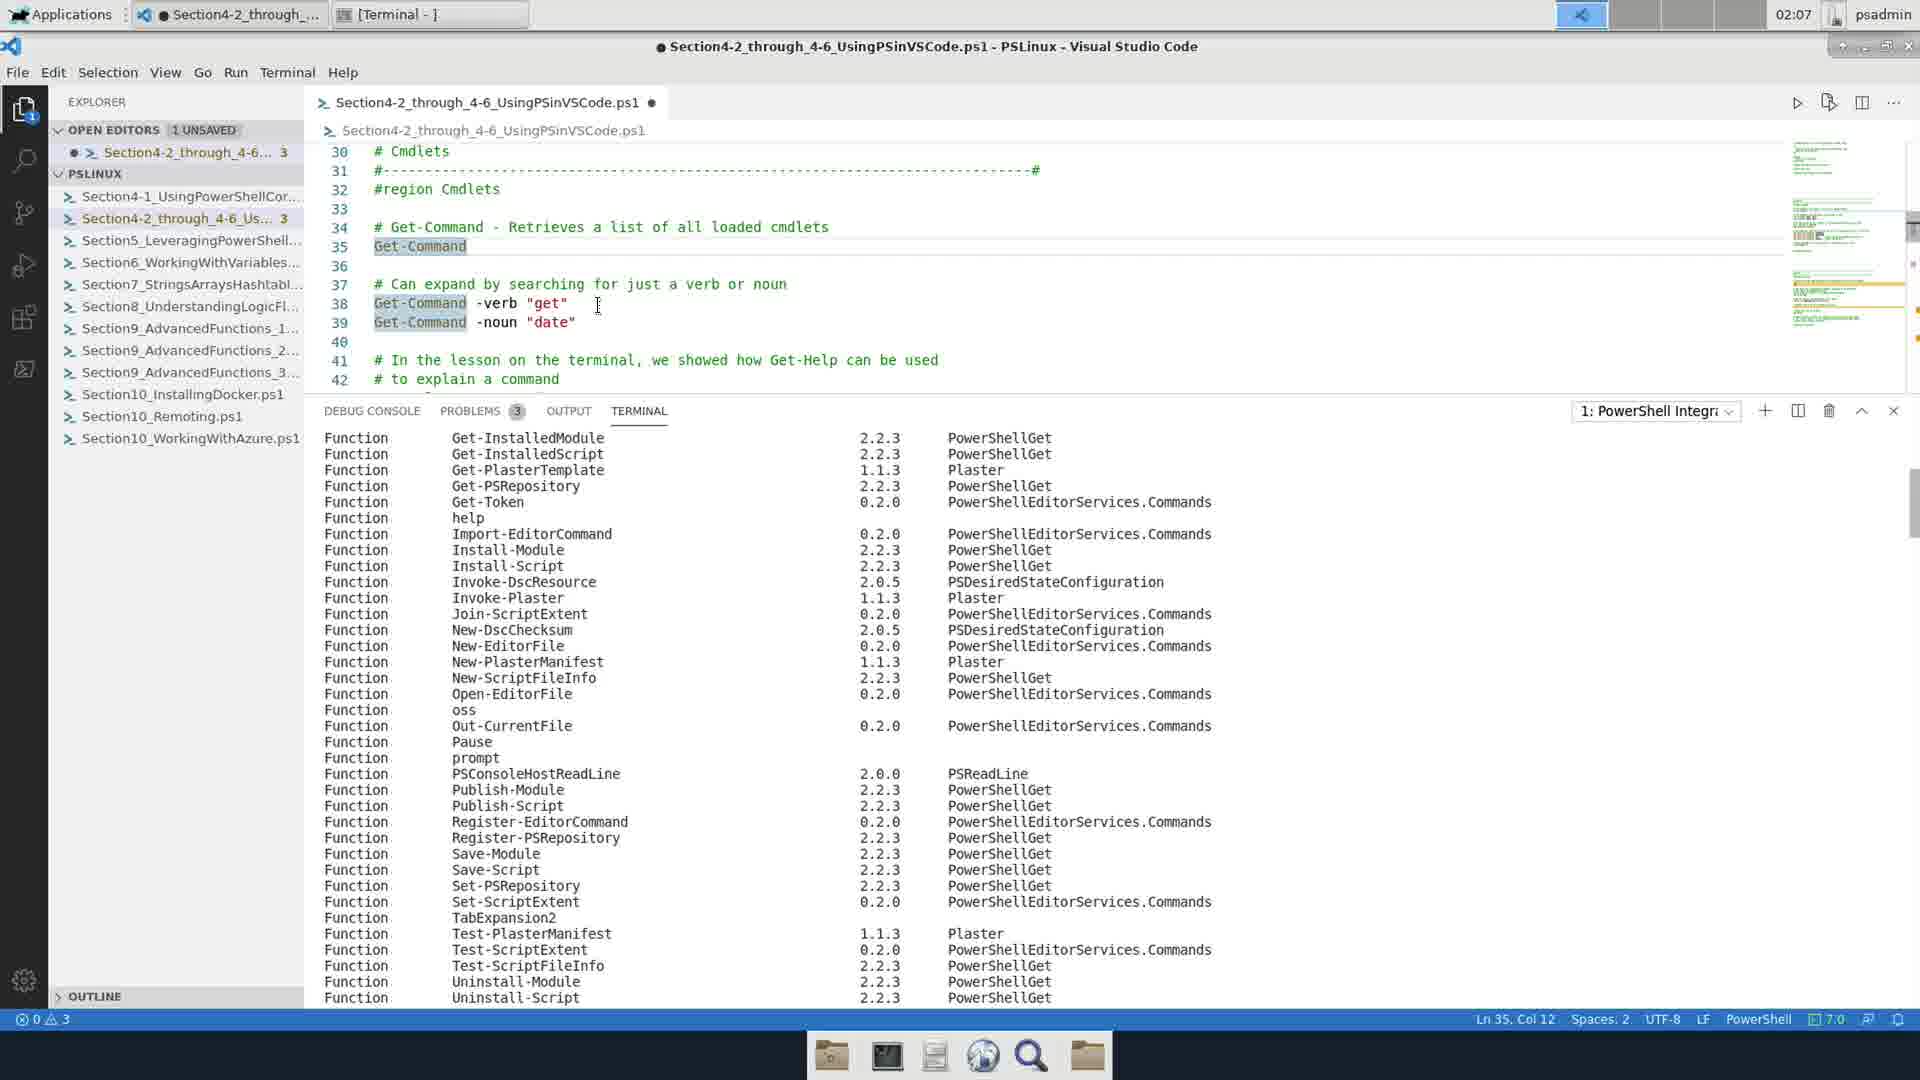 Applications
Section4-2_through_...
[Terminal - ]
02:07
psadmin
● Section4-2_through_4-6_UsingPSinVSCode.ps1 - PSLinux - Visual Studio Code
File Edit Selection View Go Run Terminal Help
EXPLORER
OPEN EDITORS 1 UNSAVED
Section4-2_through_4-6... 3
PSLINUX
Section4-1_UsingPowerShellCor...
Section4-2_through_4-6_Us... 3
Section5_LeveragingPowerShell...
Section6_WorkingWithVariables...
Section7_StringsArraysHashtabl...
Section8_UnderstandingLogicFl...
Section9_AdvancedFunctions_1...
Section9_AdvancedFunctions_2...
Section9_AdvancedFunctions_3...
Section10_InstallingDocker.ps1
Section10_Remoting.ps1
Section10_WorkingWithAzure.ps1
OUTLINE
1
Section4-2_through_4-6_UsingPSinVSCode.ps1
Section4-2_through_4-6_UsingPSinVSCode.ps1
30 # Cmdlets
31 #-----------------------------------------------------------------------------#
32 #region Cmdlets
33
34 # Get-Command - Retrieves a list of all loaded cmdlets
35 Get-Command
36
37 # Can expand by searching for just a verb or noun
38 Get-Command -verb "get"
39 Get-Command -noun "date"
40
41 # In the lesson on the terminal, we showed how Get-Help can be used
42 # to explain a command
DEBUG CONSOLE PROBLEMS 3 OUTPUT TERMINAL
1: PowerShell Integra
Function Get-InstalledModule 2.2.3 PowerShellGet
Function Get-InstalledScript 2.2.3 PowerShellGet
Function Get-PlasterTemplate 1.1.3 Plaster
Function Get-PSRepository 2.2.3 PowerShellGet
Function Get-Token 0.2.0 PowerShellEditorServices.Commands
Function help
Function Import-EditorCommand 0.2.0 PowerShellEditorServices.Commands
Function Install-Module 2.2.3 PowerShellGet
Function Install-Script 2.2.3 PowerShellGet
Function Invoke-DscResource 2.0.5 PSDesiredStateConfiguration
Function Invoke-Plaster 1.1.3 Plaster
Function Join-ScriptExtent 0.2.0 PowerShellEditorServices.Commands
Function New-DscChecksum 2.0.5 PSDesiredStateConfiguration
Function New-EditorFile 0.2.0 PowerShellEditorServices.Commands
Function New-PlasterManifest 1.1.3 Plaster
Function New-ScriptFileInfo 2.2.3 PowerShellGet
Function Open-EditorFile 0.2.0 PowerShellEditorServices.Commands
Function oss
Function Out-CurrentFile 0.2.0 PowerShellEditorServices.Commands
Function Pause
Function prompt
Function PSConsoleHostReadLine 2.0.0 PSReadLine
Function Publish-Module 2.2.3 PowerShellGet
Function Publish-Script 2.2.3 PowerShellGet
Function Register-EditorCommand 0.2.0 PowerShellEditorServices.Commands
Function Register-PSRepository 2.2.3 PowerShellGet
Function Save-Module 2.2.3 PowerShellGet
Function Save-Script 2.2.3 PowerShellGet
Function Set-PSRepository 2.2.3 PowerShellGet
Function Set-ScriptExtent 0.2.0 PowerShellEditorServices.Commands
Function TabExpansion2
Function Test-PlasterManifest 1.1.3 Plaster
Function Test-ScriptExtent 0.2.0 PowerShellEditorServices.Commands
Function Test-ScriptFileInfo 2.2.3 PowerShellGet
Function Uninstall-Module 2.2.3 PowerShellGet
Function Uninstall-Script 2.2.3 PowerShellGet
0 3
Ln 35, Col 12 Spaces: 2 UTF-8 LF PowerShell 7.0